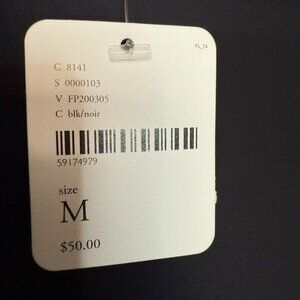 C 8141
S 0000103
V FP200305
C blk/noir
59174979
size
M
$50.00